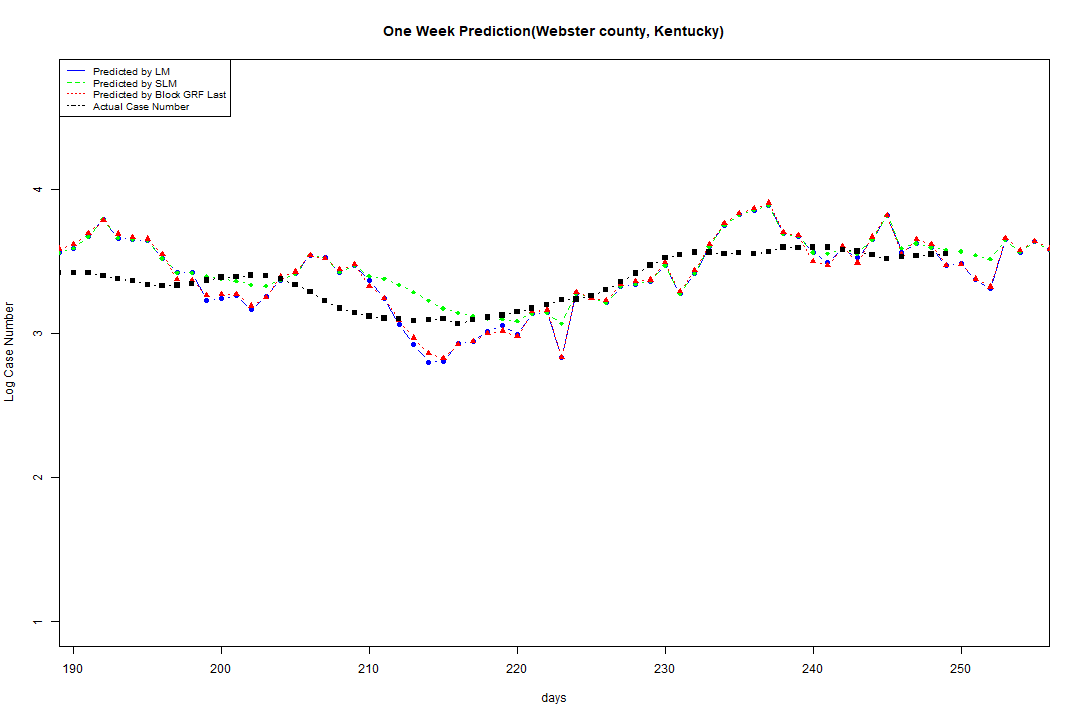 One Week Prediction(Webster county, Kentucky)
Predicted by LM
Predicted by SLM
Predicted by Block GRF Last
Actual Case Number
Log Case Number
4
3
2
1
190 200 210 220 230 240 250
days